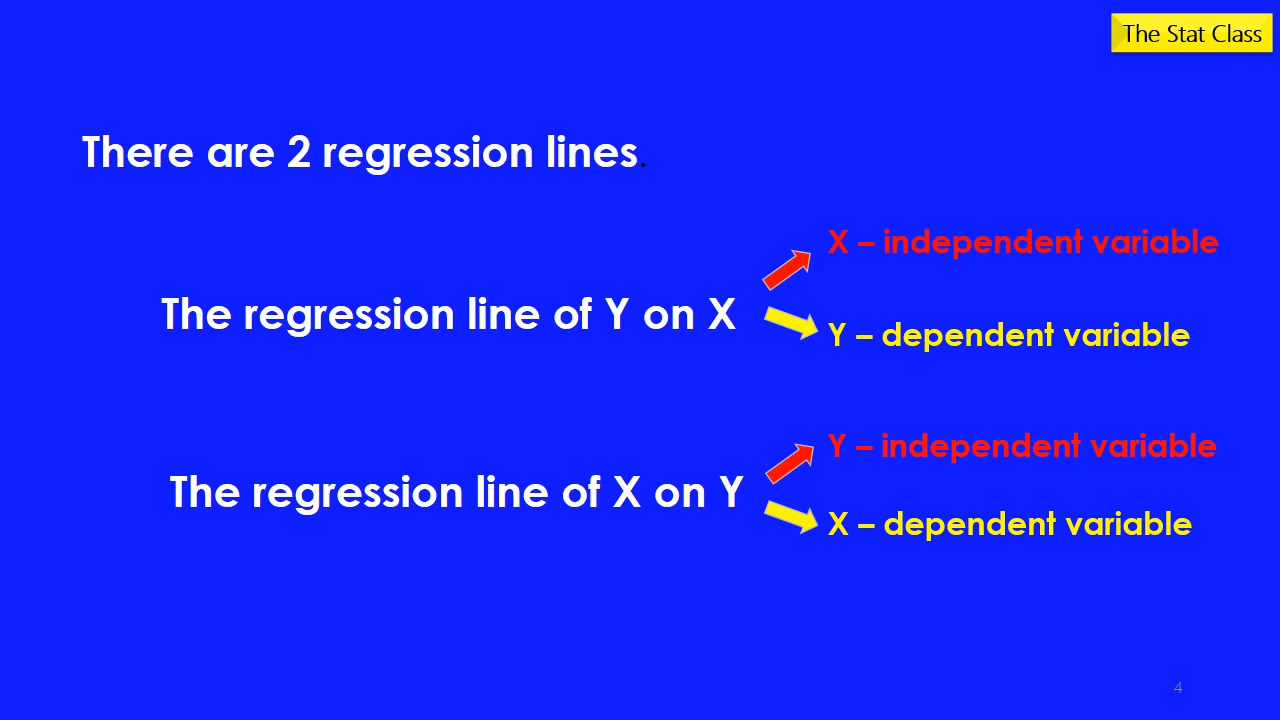 The Stat Class
There are 2 regression lines.
X – independent variable
The regression line of Y on X
Y – dependent variable
Y – independent variable
The regression line of X on Y
X – dependent variable
4